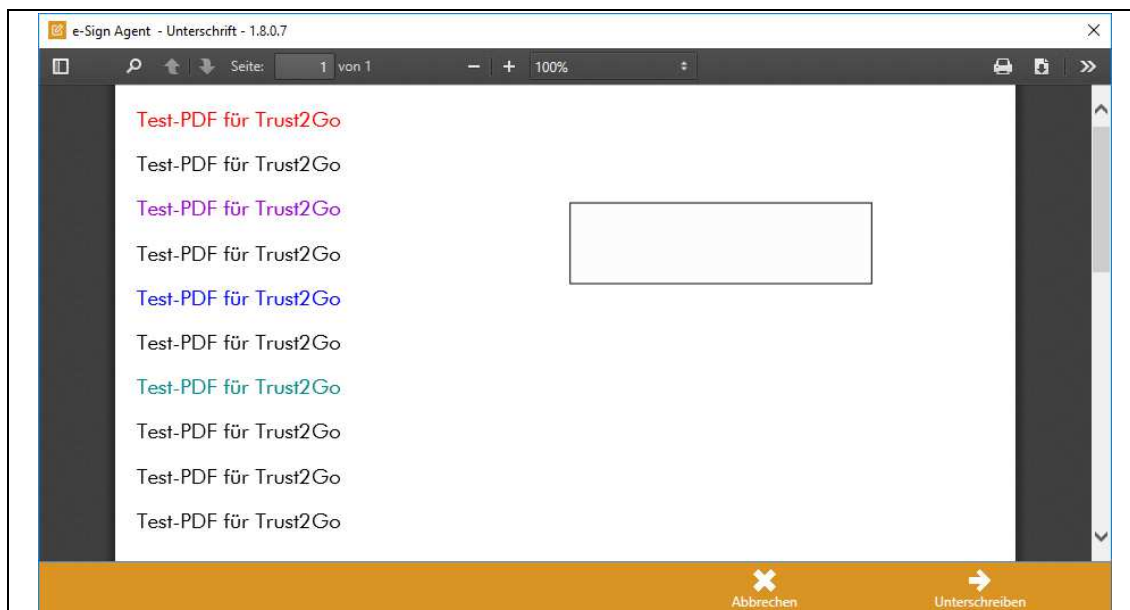 e-Sign Agent - Unterschrift - 1.8.0.7
Seite: 1 von 1 100%
Test-PDF für Trust2Go
Test-PDF für Trust2Go
Test-PDF für Trust2Go
Test-PDF für Trust2Go
Test-PDF für Trust2Go
Test-PDF für Trust2Go
Test-PDF für Trust2Go
Test-PDF für Trust2Go
Test-PDF für Trust2Go
Test-PDF für Trust2Go
Abbrechen Unterschreiben